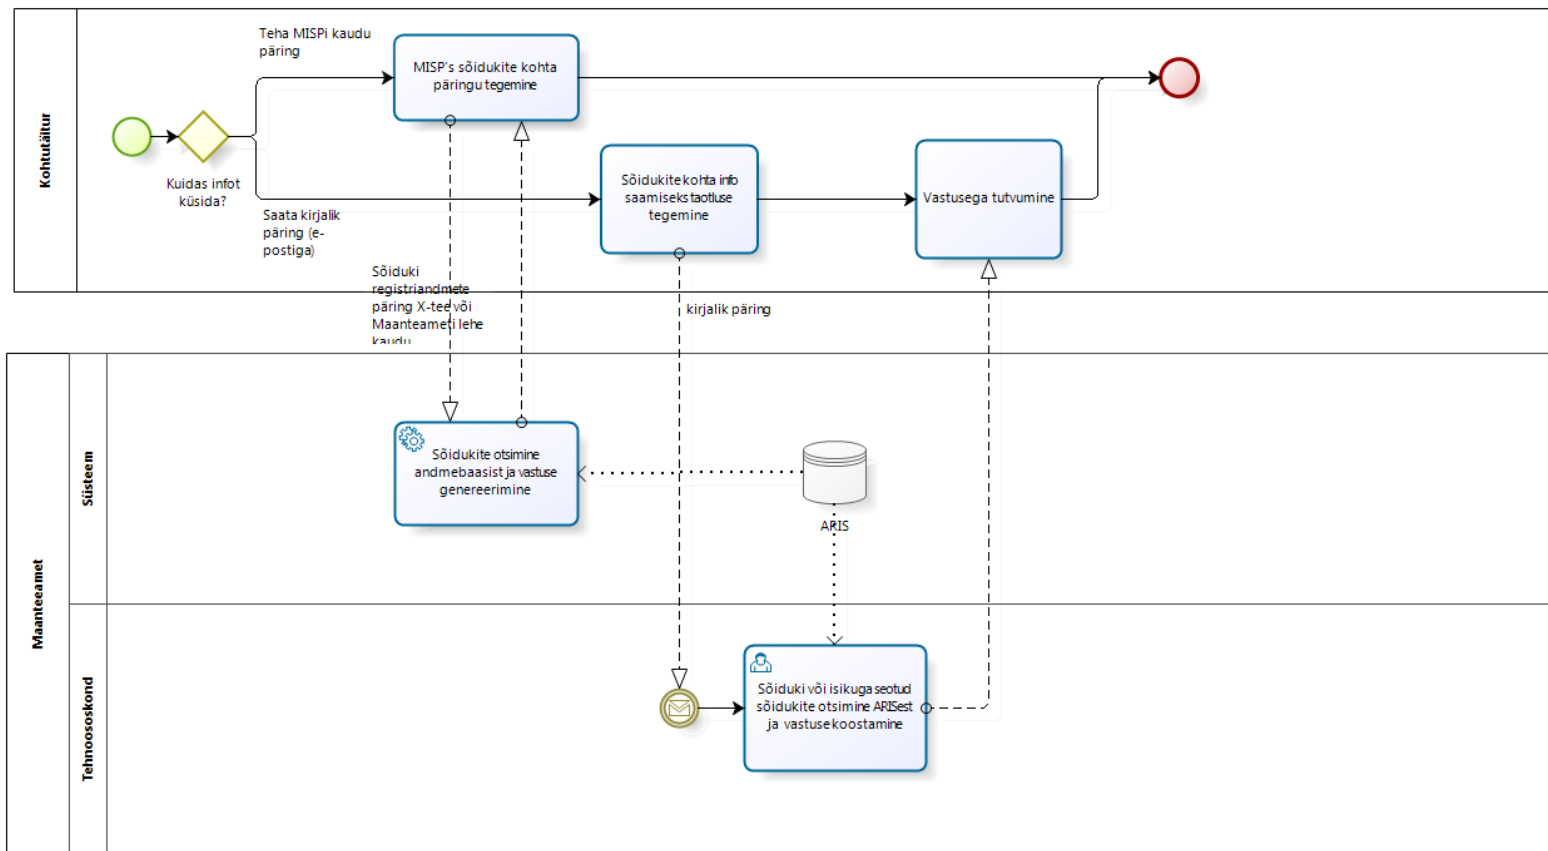 Kohtutäitur
Teha MISPi kaudu
päring
MISP's sõidukite kohta
päringu tegemine
Kuidas infot
küsida?
Saata kirjalik
päring (e-
postiga)
Sõidukite kohta info
saamiseks taotluse
tegemine
Vastusega tutvumine
Sõiduki
registriandmete
päring X-tee või
Maanteameti lehe
kaudu
kirjalik päring
Maanteeamet
Süsteem
Sõidukite otsimine
andmebaasist ja vastuse
genereerimine
ARIS
Tehnoososkond
Sõiduki või isikuga seotud
sõidukite otsimine ARISest
ja vastuse koostamine